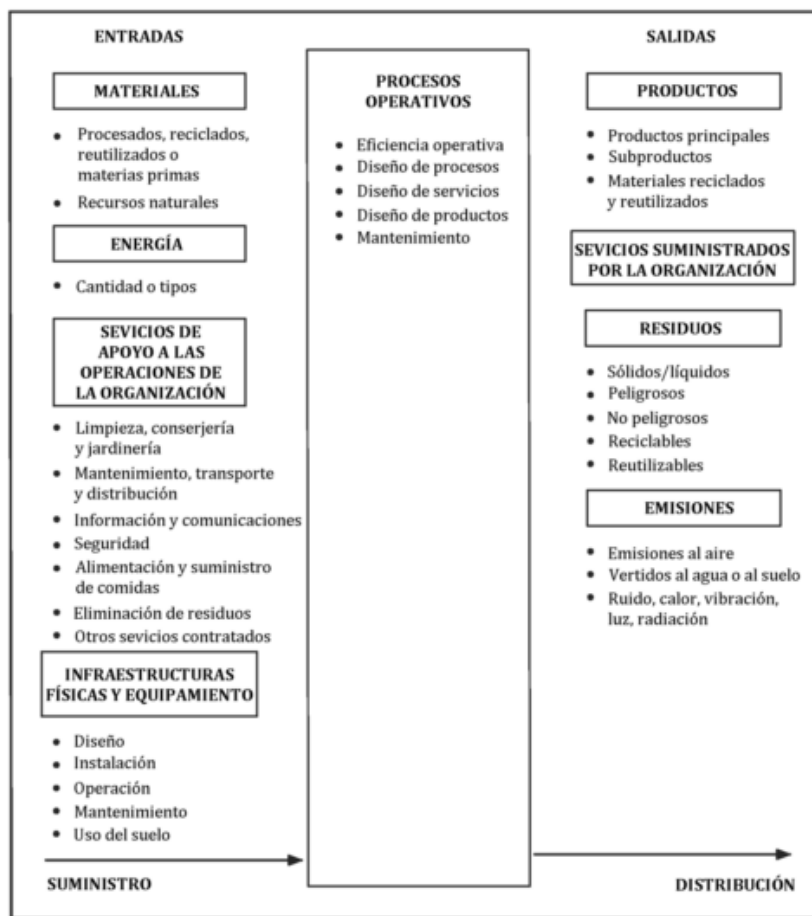 ENTRADAS
MATERIALES
• Procesados, reciclados,
reutilizados o
materias primas
• Recursos naturales
ENERGÍA
• Cantidad o tipos
SEVICIOS DE
APOYO A LAS
OPERACIONES DE
LA ORGANIZACIÓN
• Limpieza, conserjería
y jardinería
• Mantenimiento, transporte
y distribución
• Información y comunicaciones
• Seguridad
• Alimentación y suministro
de comidas
• Eliminación de residuos
• Otros sevicios contratados
INFRAESTRUCTURAS
FÍSICAS Y EQUIPAMIENTO
• Diseño
• Instalación
• Operación
• Mantenimiento
• Uso del suelo
SUMINISTRO
PROCESOS
OPERATIVOS
• Eficiencia operativa
• Diseño de procesos
• Diseño de servicios
• Diseño de productos
• Mantenimiento
SALIDAS
PRODUCTOS
• Productos principales
• Subproductos
• Materiales reciclados
y reutilizados
SEVICIOS SUMINISTRADOS
POR LA ORGANIZACIÓN
RESIDUOS
• Sólidos/líquidos
• Peligrosos
• No peligrosos
• Reciclables
• Reutilizables
EMISIONES
• Emisiones al aire
• Vertidos al agua o al suelo
• Ruido, calor, vibración,
luz, radiación
DISTRIBUCIÓN